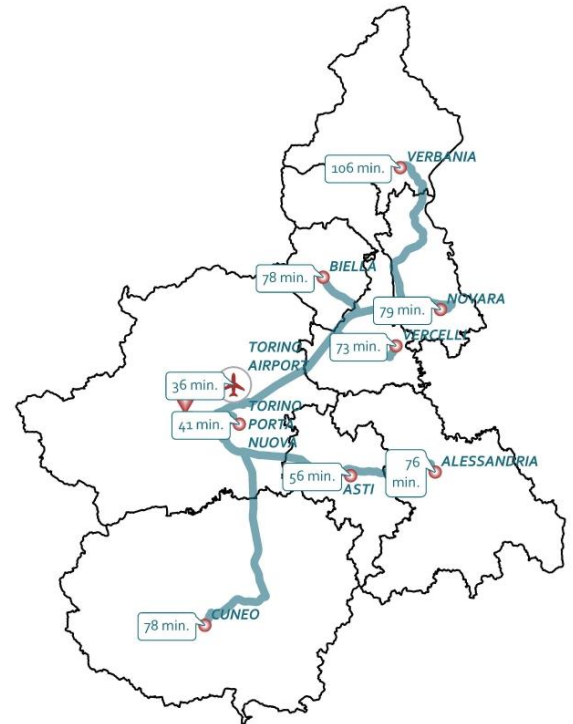 VERBANIA
106 min.
BIELLA
78 min.
NOVARA
79 min.
VERCELLI
73 min.
TORINO
AIRPORT
36 min.
TORINO
PORTA
NUOVA
41 min.
ALESSANDRIA
76
min.
56 min.
ASTI
CUNEO
78 min.